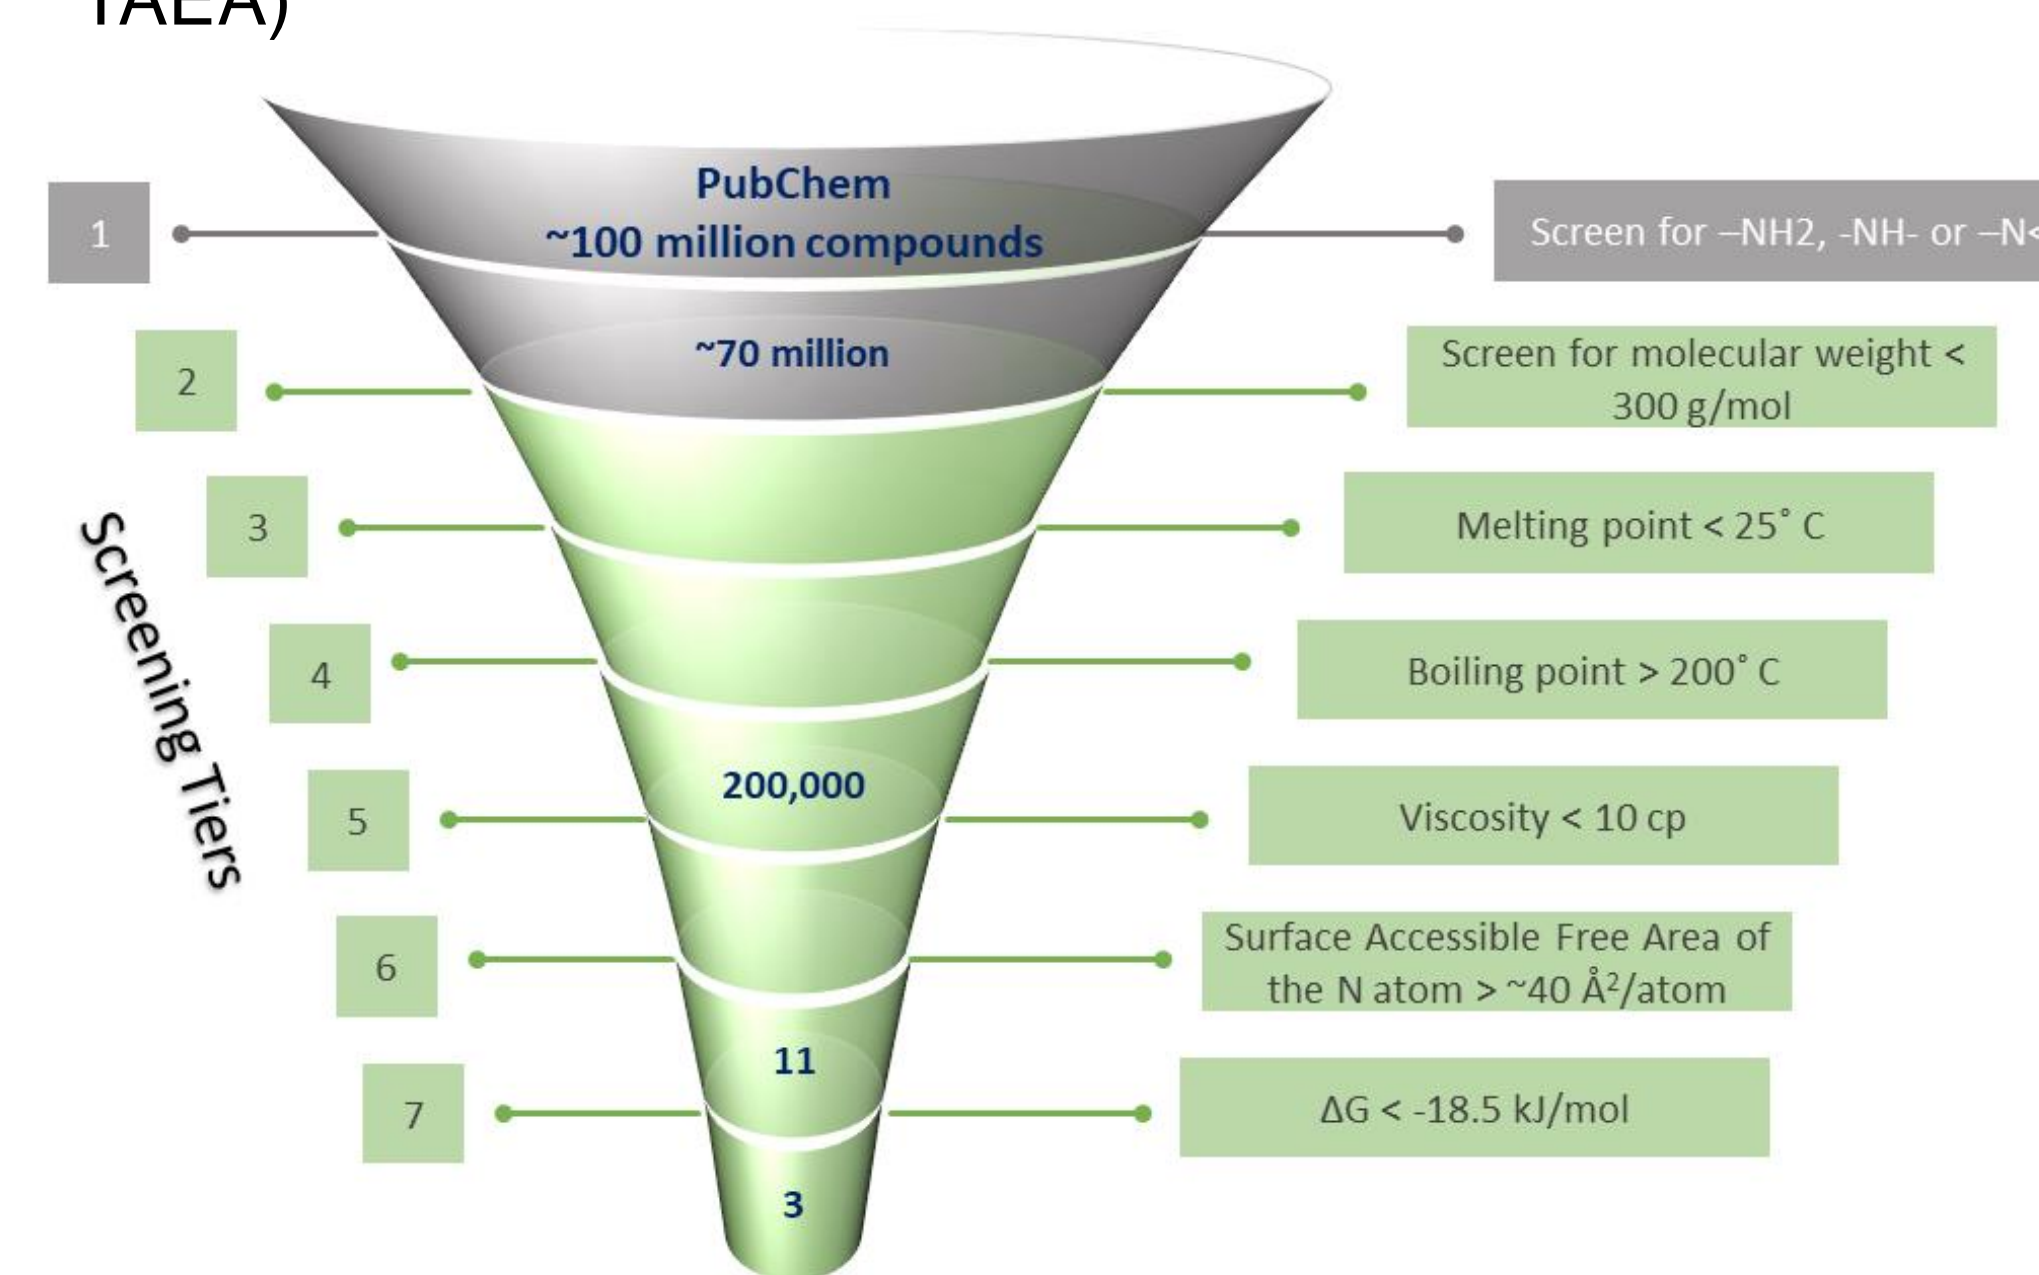 TAEA)
PubChem
~100 million compounds
1
Screen for –NH2, -NH- or –N<
~70 million
2
Screen for molecular weight <
300 g/mol
3
Melting point < 25˚ C
Screening Tiers
4
Boiling point > 200˚ C
200,000
5
Viscosity < 10 cp
6
Surface Accessible Free Area of
the N atom > ~40 Å²/atom
11
7
ΔG < -18.5 kJ/mol
3